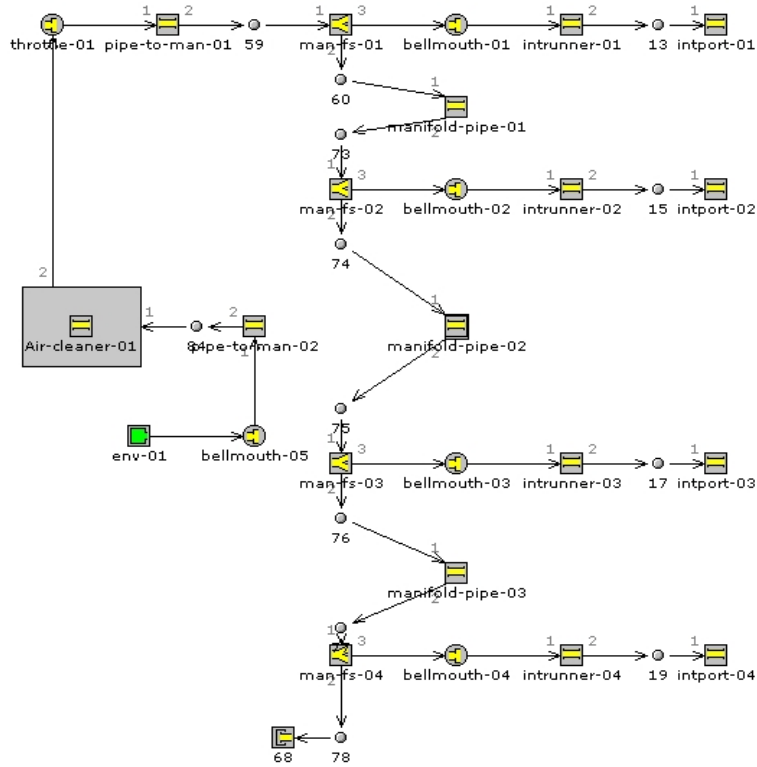 1 2 1 3 1 2 1
throttle-01 pipe-to-man-01 59 man-fs-01 bellmouth-01 intrunner-01 13 intport-01
2
1
60
manifold-pipe-01
2
73
1
3 1 2 1
man-fs-02 bellmouth-02 intrunner-02 15 intport-02
2
74
2
1
1 2
Air-cleaner-01 84 pipe-to-man-02 manifold-pipe-02
1 2
75
1
3 1 2 1
env-01 bellmouth-05
man-fs-03 bellmouth-03 intrunner-03 17 intport-03
2
76
1
manifold-pipe-03
2
1
3 1 2 1
man-fs-04 bellmouth-04 intrunner-04 19 intport-04
2
68 78